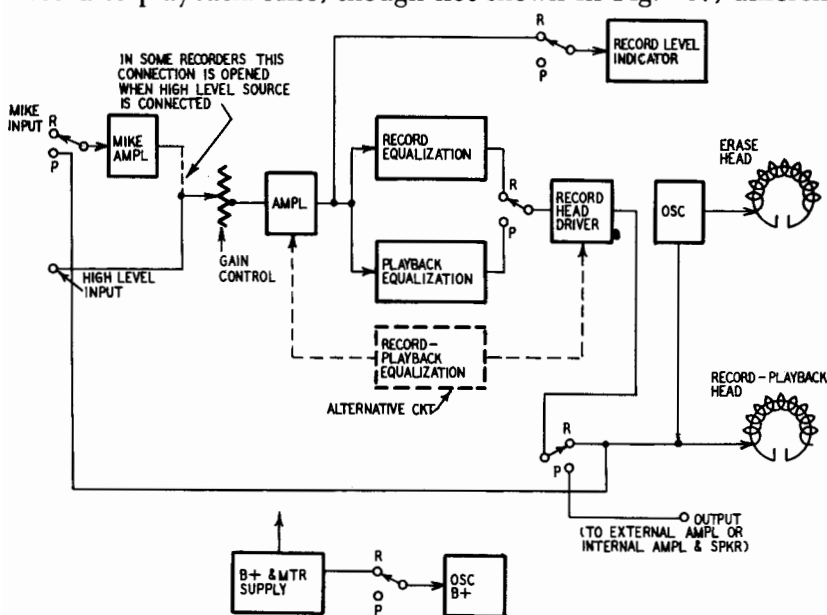 R
P
RECORD LEVEL
INDICATOR
IN SOME RECORDERS THIS
CONNECTION IS OPENED
WHEN HIGH LEVEL SOURCE
IS CONNECTED
MIKE
INPUT
R
P
MIKE
AMPL
RECORD
EQUALIZATION
ERASE
HEAD
AMPL
R
P
RECORD
HEAD
DRIVER
OSC
GAIN
CONTROL
HIGH LEVEL
INPUT
PLAYBACK
EQUALIZATION
RECORD-
PLAYBACK
EQUALIZATION
ALTERNATIVE CKT
RECORD-PLAYBACK
HEAD
R
P
OUTPUT
(TO EXTERNAL AMPL OR
INTERNAL AMPL & SPKR)
B+ & MTR
SUPPLY
R
P
OSC
B+